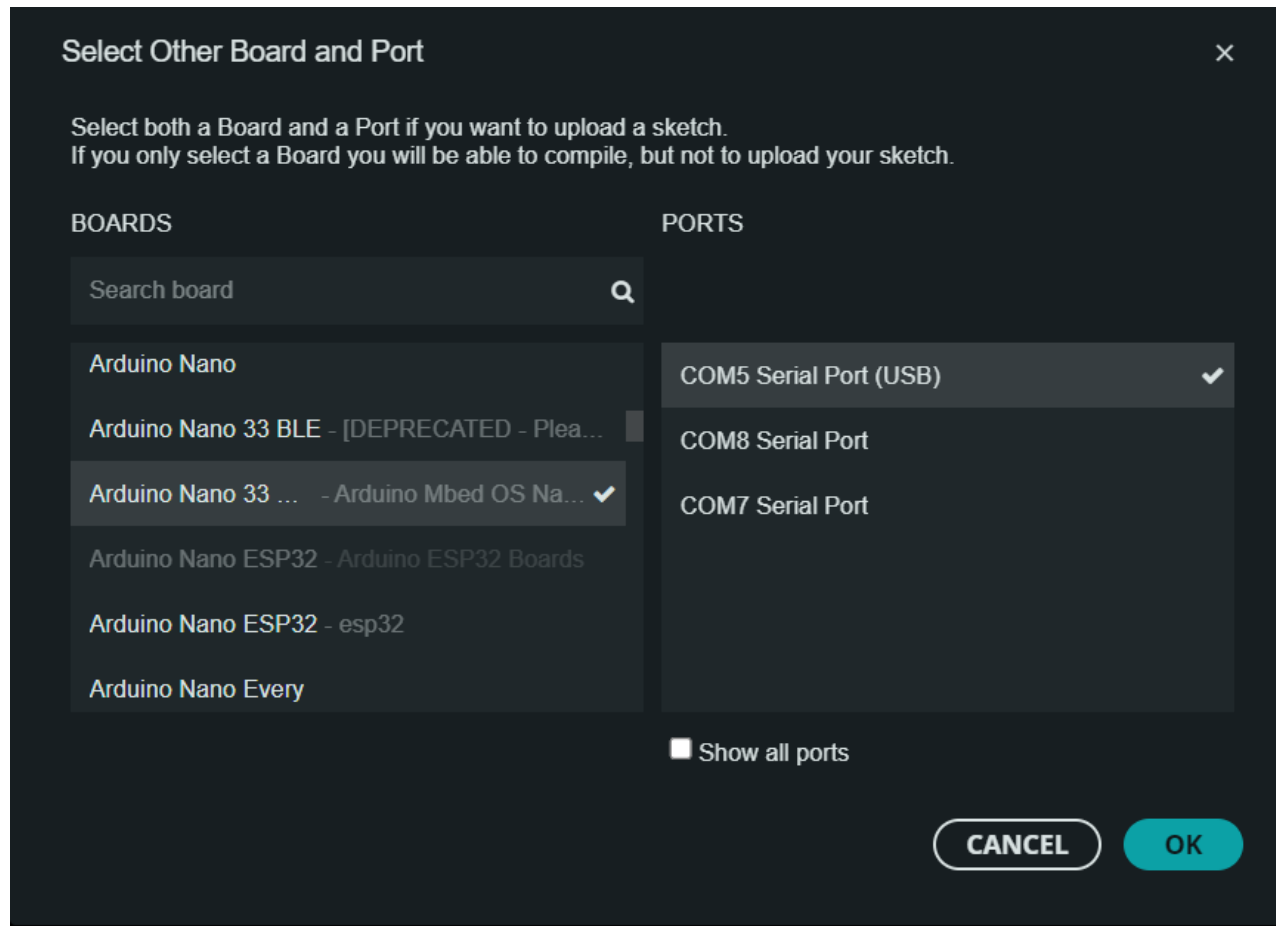 Select Other Board and Port
Select both a Board and a Port if you want to upload a sketch.
If you only select a Board you will be able to compile, but not to upload your sketch.
BOARDS
Search board
Arduino Nano
Arduino Nano 33 BLE - [DEPRECATED - Plea...
Arduino Nano 33 ... - Arduino Mbed OS Na...
Arduino Nano ESP32 - Arduino ESP32 Boards
Arduino Nano ESP32 - esp32
Arduino Nano Every
PORTS
COM5 Serial Port (USB)
COM8 Serial Port
COM7 Serial Port
Show all ports
CANCEL
OK